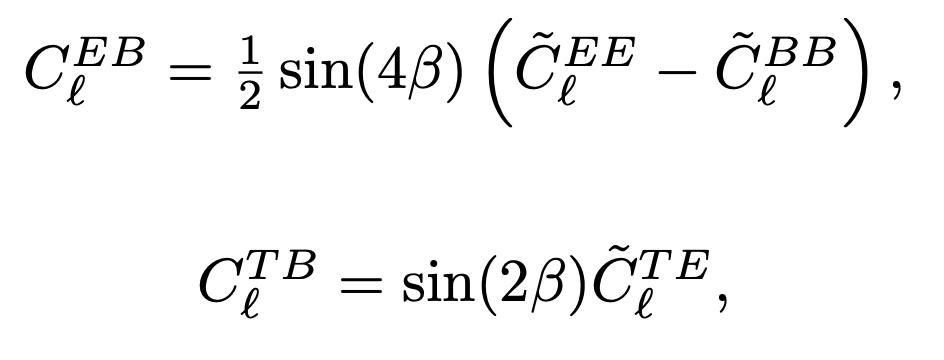 $C_\ell^{EB} = \frac{1}{2} \sin(4\beta) \left( \tilde{C}_\ell^{EE} - \tilde{C}_\ell^{BB} \right),$
$C_\ell^{TB} = \sin(2\beta) \tilde{C}_\ell^{TE},$